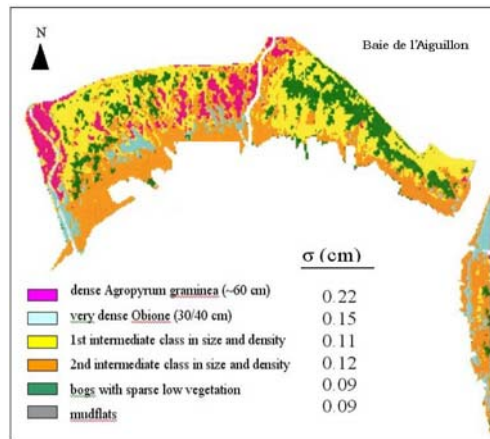 N
Baie de l'Aiguillon
σ (cm)
dense Agropyrum graminea (~60 cm) 0.22
very dense Obione (30/40 cm) 0.15
1st intermediate class in size and density 0.11
2nd intermediate class in size and density 0.12
bogs with sparse low vegetation 0.09
mudflats 0.09